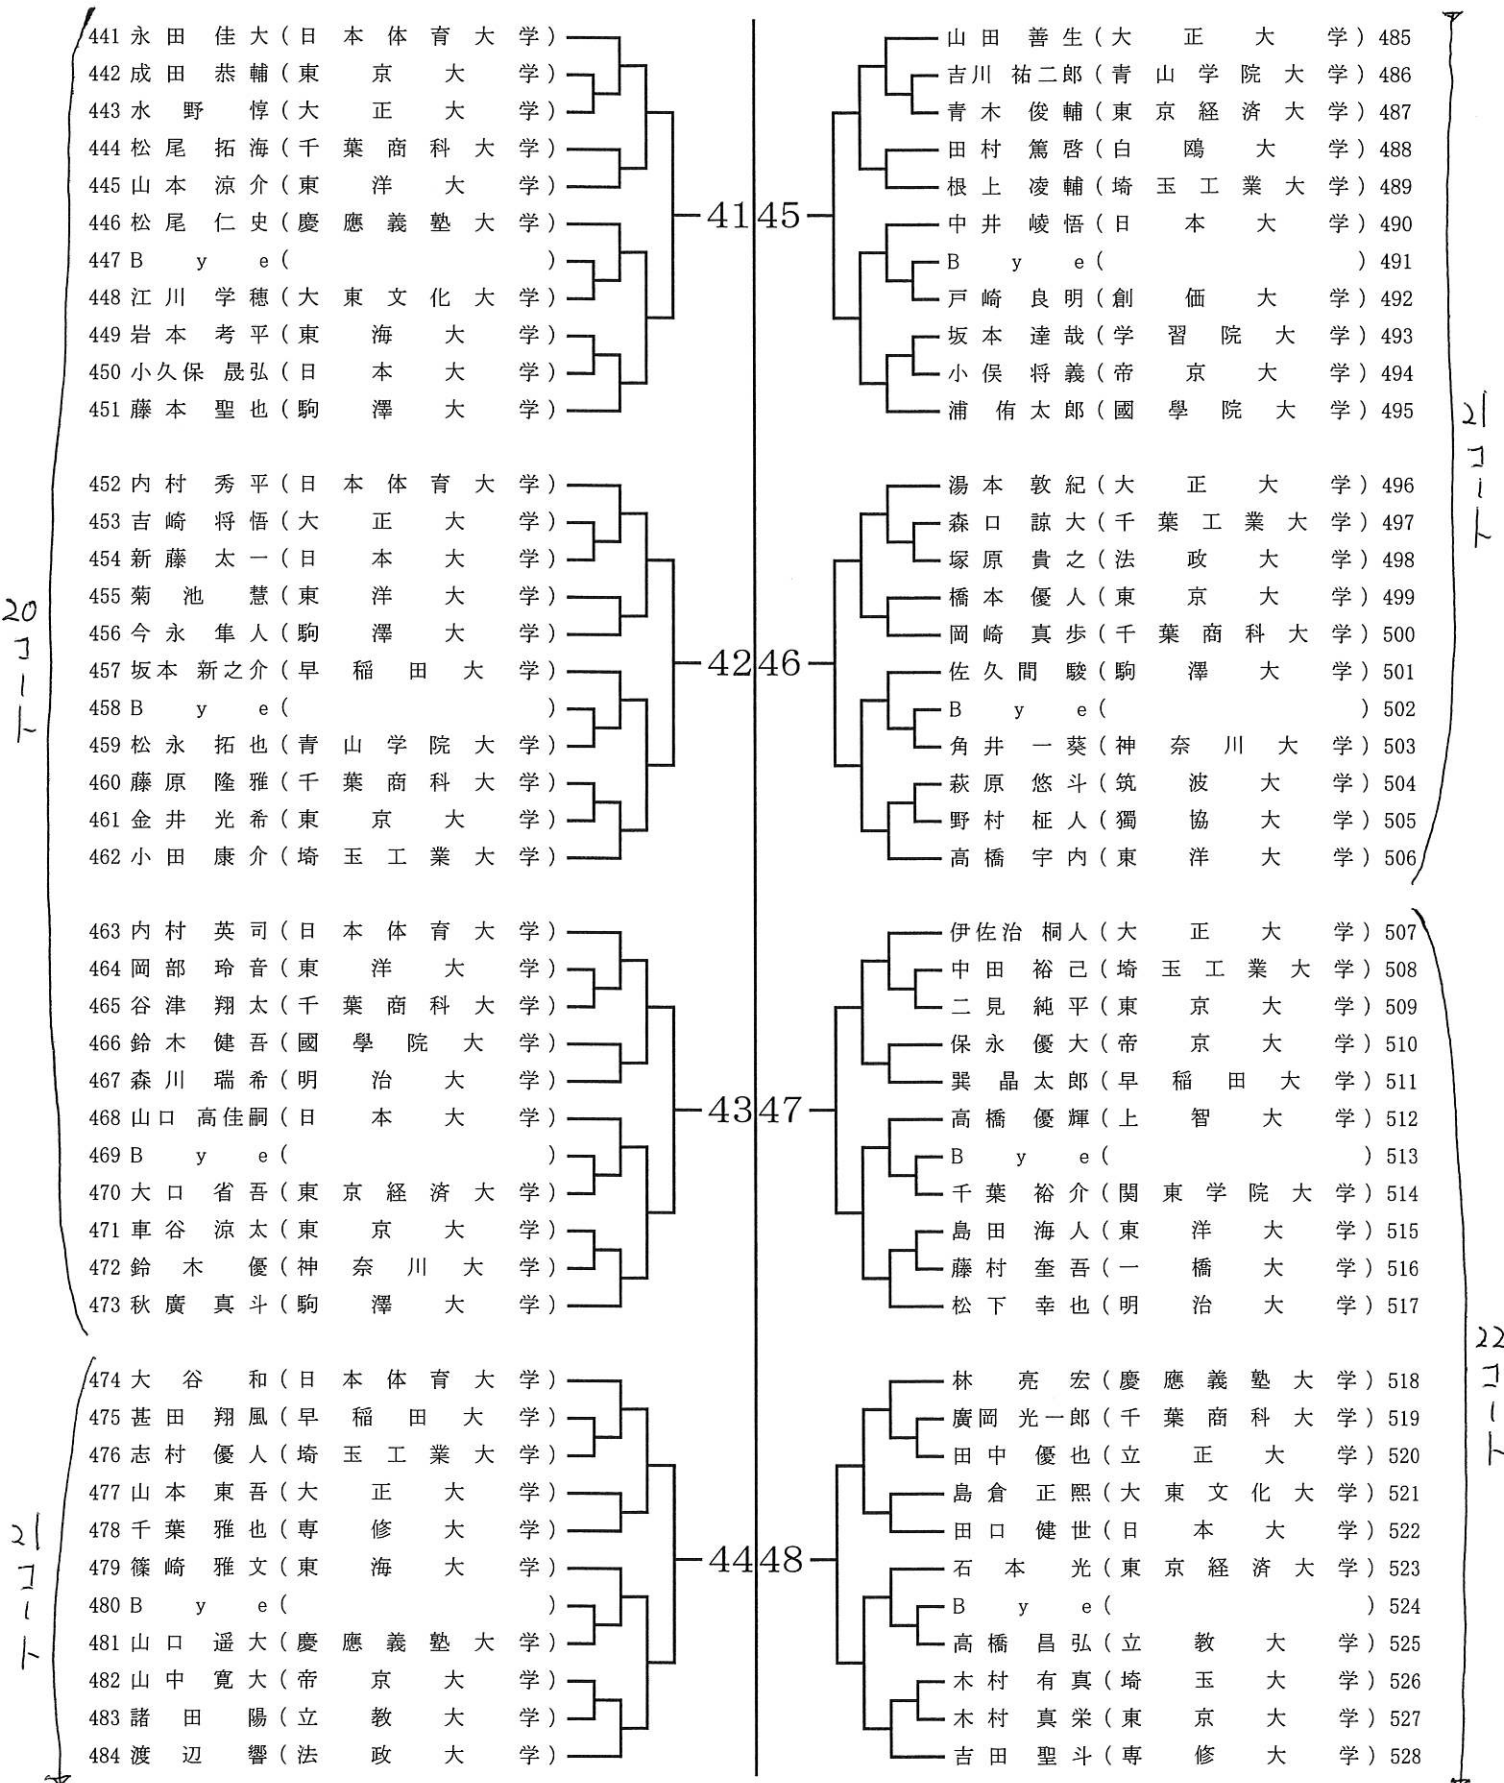 441 永田 佳大 (日本体育大学)
442 成田 恭輔 (東京大学)
443 水野 惇 (大正大学)
444 松尾 拓海 (千葉商科大学)
445 山本 涼介 (東洋大学)
446 松尾 仁史 (慶應義塾大学)
447 Bye ( )
448 江川 学穂 (大東文化大学)
449 岩本 考平 (東海大学)
450 小久保 晟弘 (日本大学)
451 藤本 聖也 (駒澤大学)
41
452 内村 秀平 (日本体育大学)
453 吉崎 将悟 (大正大学)
454 新藤 太一 (日本大学)
455 菊池 慧 (東洋大学)
456 今永 隼人 (駒澤大学)
457 坂本 新之介 (早稲田大学)
458 Bye ( )
459 松永 拓也 (青山学院大学)
460 藤原 隆雅 (千葉商科大学)
461 金井 光希 (東京大学)
462 小田 康介 (埼玉工業大学)
42
463 内村 英司 (日本体育大学)
464 岡部 玲音 (東洋大学)
465 谷津 翔太 (千葉商科大学)
466 鈴木 健吾 (國學院大学)
467 森川 瑞希 (明治大学)
468 山口 高佳嗣 (日本大学)
469 Bye ( )
470 大口 省吾 (東京経済大学)
471 車谷 涼太 (東京大学)
472 鈴木 優 (神奈川大学)
473 秋廣 真斗 (駒澤大学)
43
20コート
474 大谷 和 (日本体育大学)
475 甚田 翔風 (早稲田大学)
476 志村 優人 (埼玉工業大学)
477 山本 東吾 (大正大学)
478 千葉 雅也 (専修大学)
479 篠崎 雅文 (東海大学)
480 Bye ( )
481 山口 遥大 (慶應義塾大学)
482 山中 寛大 (帝京大学)
483 諸田 陽 (立教大学)
484 渡辺 響 (法政大学)
44
21コート
45
山田 善生 (大正大学) 485
吉川 祐二郎 (青山学院大学) 486
青木 俊輔 (東京経済大学) 487
田村 篤啓 (白鴎大学) 488
根上 凌輔 (埼玉工業大学) 489
中井 崚悟 (日本大学) 490
Bye ( ) 491
戸崎 良明 (創価大学) 492
坂本 達哉 (学習院大学) 493
小俣 将義 (帝京大学) 494
浦 侑太郎 (國學院大学) 495
46
湯本 敦紀 (大正大学) 496
森口 諒大 (千葉工業大学) 497
塚原 貴之 (法政大学) 498
橋本 優人 (東京大学) 499
岡崎 真歩 (千葉商科大学) 500
佐久間 駿 (駒澤大学) 501
Bye ( ) 502
角井 一葵 (神奈川大学) 503
萩原 悠斗 (筑波大学) 504
野村 柾人 (獨協大学) 505
高橋 宇内 (東洋大学) 506
21コート
47
伊佐治 桐人 (大正大学) 507
中田 裕己 (埼玉工業大学) 508
二見 純平 (東京大学) 509
保永 優大 (帝京大学) 510
巽 晶太郎 (早稲田大学) 511
高橋 優輝 (上智大学) 512
Bye ( ) 513
千葉 裕介 (関東学院大学) 514
島田 海人 (東洋大学) 515
藤村 奎吾 (一橋大学) 516
松下 幸也 (明治大学) 517
48
林 亮宏 (慶應義塾大学) 518
廣岡 光一郎 (千葉商科大学) 519
田中 優也 (立正大学) 520
島倉 正熙 (大東文化大学) 521
田口 健世 (日本大学) 522
石本 光 (東京経済大学) 523
Bye ( ) 524
高橋 昌弘 (立教大学) 525
木村 有真 (埼玉大学) 526
木村 真栄 (東京大学) 527
吉田 聖斗 (専修大学) 528
22コート